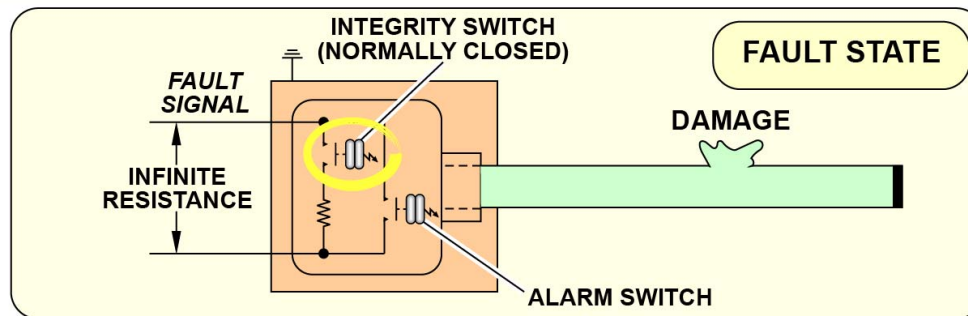 INTEGRITY SWITCH
(NORMALLY CLOSED)
FAULT STATE
FAULT
SIGNAL
DAMAGE
INFINITE
RESISTANCE
ALARM SWITCH